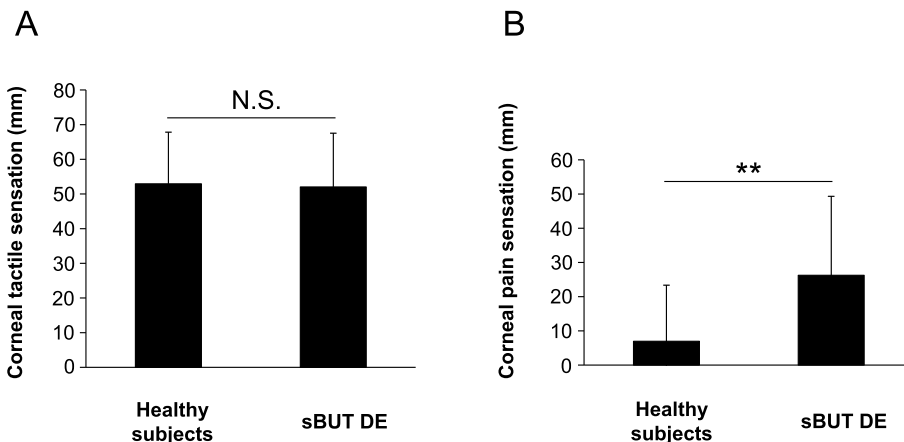 A
Corneal tactile sensation (mm)
80
70
60
50
40
30
20
10
0
N.S.
Healthy
subjects
sBUT DE
B
Corneal pain sensation (mm)
60
50
40
30
20
10
0
**
Healthy
subjects
sBUT DE